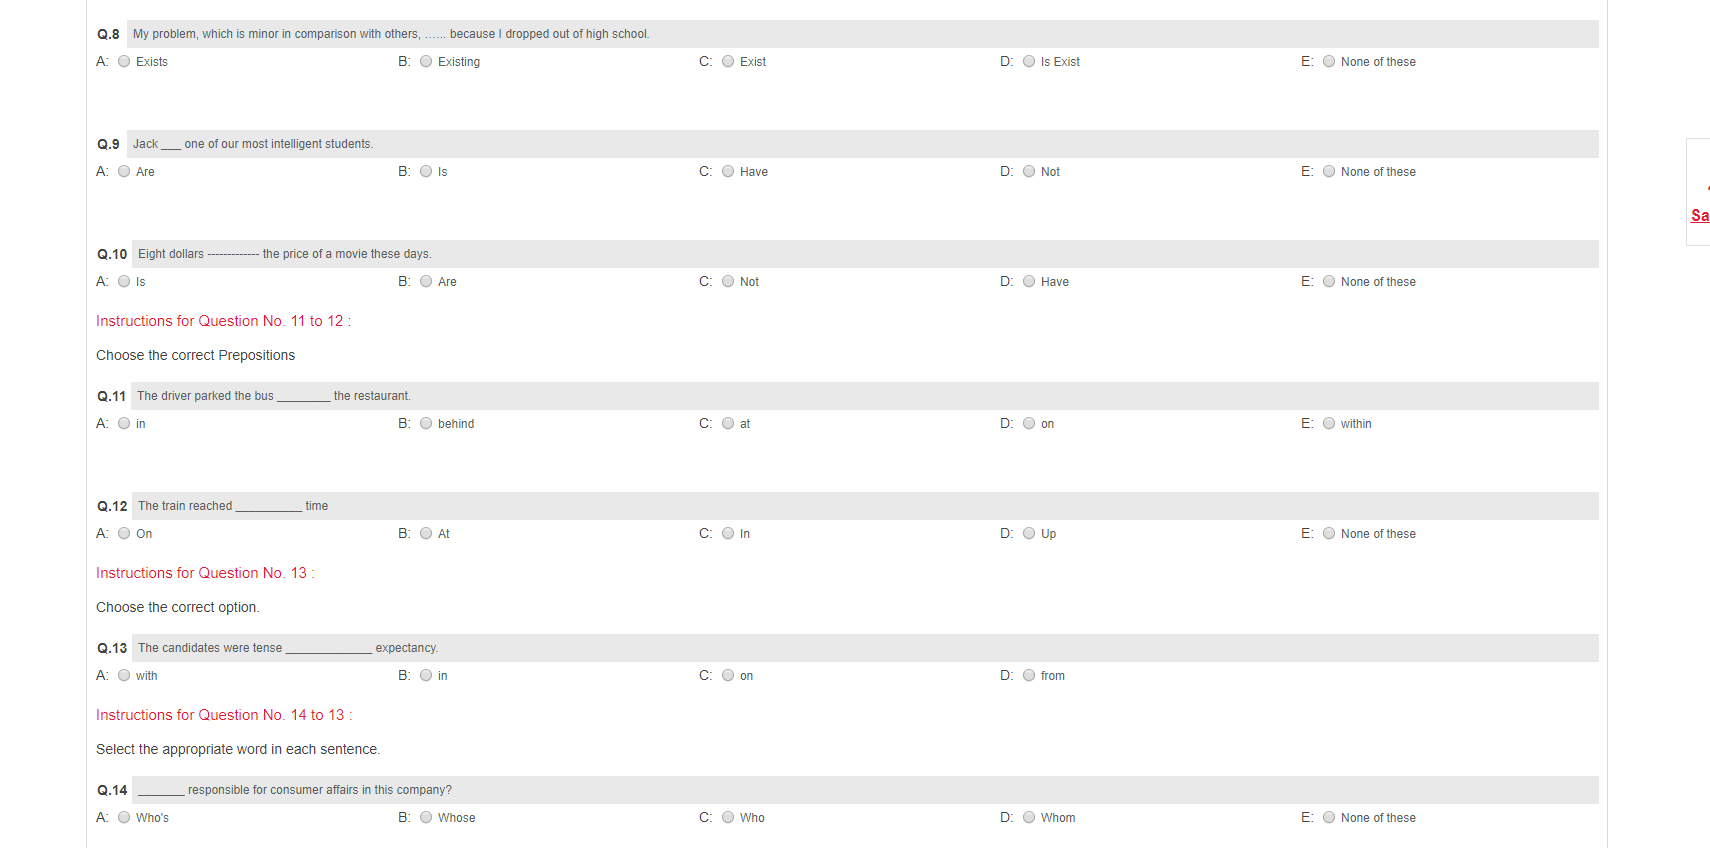 Q.8 My problem, which is minor in comparison with others, ...... because I dropped out of high school.
A: Exists B: Existing C: Exist D: Is Exist E: None of these
Q.9 Jack ___ one of our most intelligent students.
A: Are B: Is C: Have D: Not E: None of these
Sa
Q.10 Eight dollars ------------- the price of a movie these days.
A: Is B: Are C: Not D: Have E: None of these
Instructions for Question No. 11 to 12 :
Choose the correct Prepositions
Q.11 The driver parked the bus ________ the restaurant.
A: in B: behind C: at D: on E: within
Q.12 The train reached __________ time
A: On B: At C: In D: Up E: None of these
Instructions for Question No. 13 :
Choose the correct option.
Q.13 The candidates were tense _____________ expectancy.
A: with B: in C: on D: from
Instructions for Question No. 14 to 13 :
Select the appropriate word in each sentence.
Q.14 _______ responsible for consumer affairs in this company?
A: Who's B: Whose C: Who D: Whom E: None of these